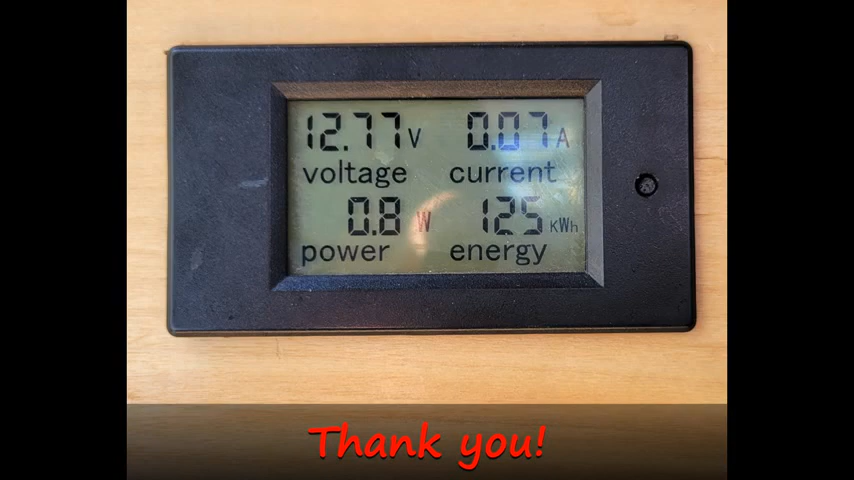 12.77 V 0.07 A
voltage current
0.8 W 125 KWh
power energy
Thank you!